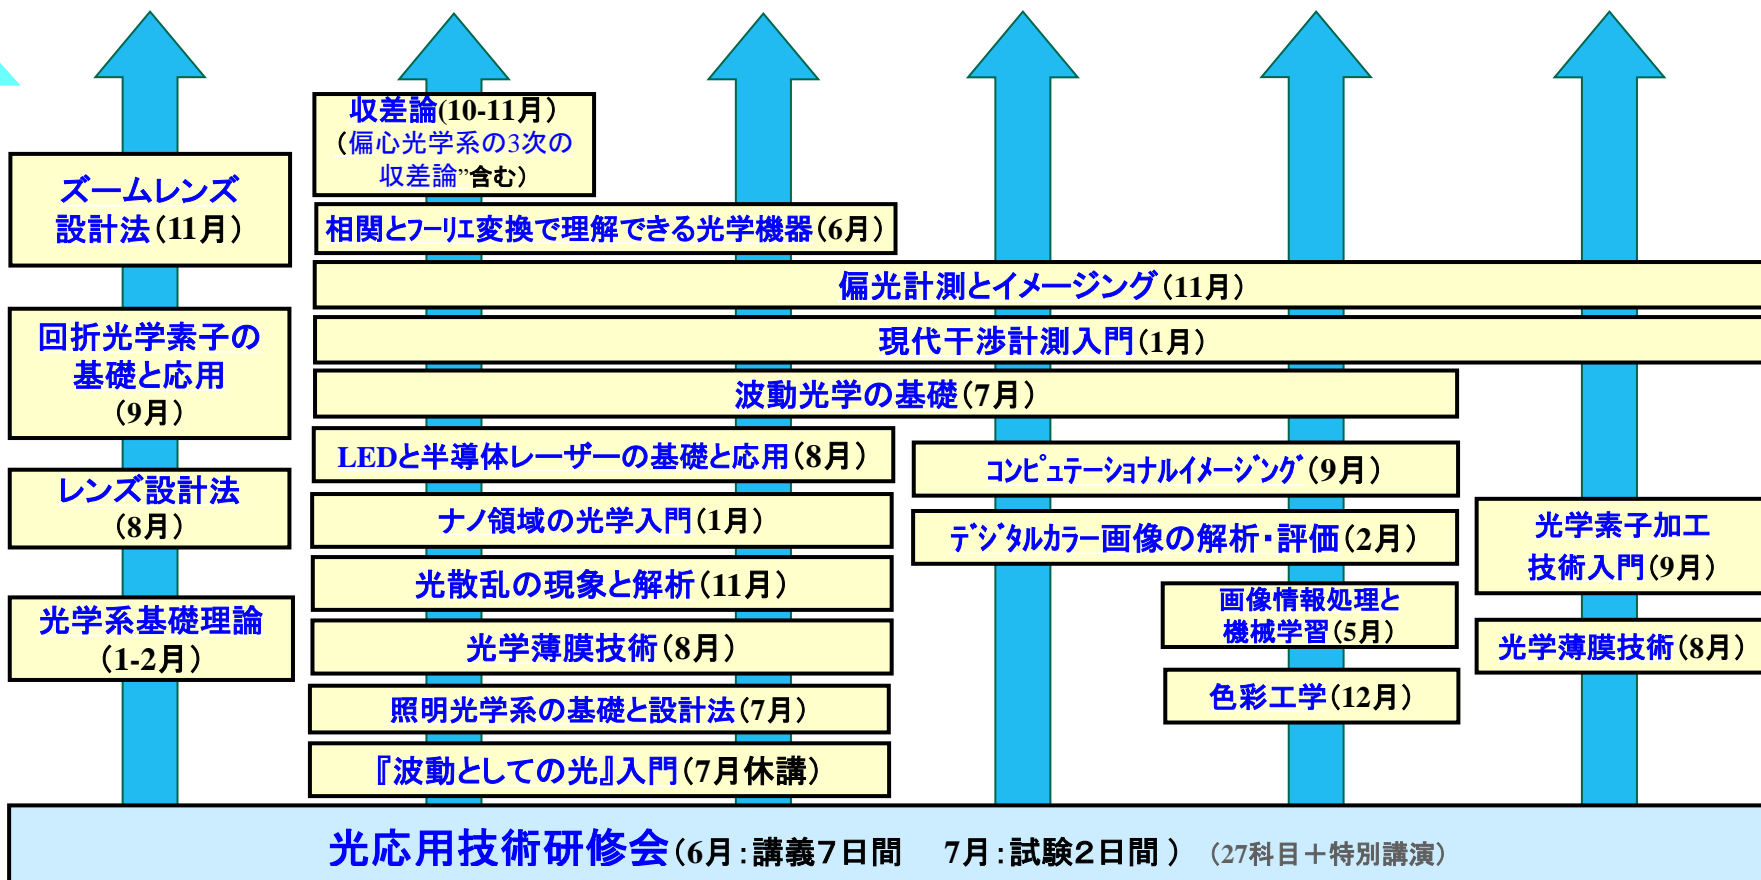 収差論(10-11月)
(偏心光学系の3次の
収差論”含む)
ズームレンズ
設計法(11月)
相関とフーリエ変換で理解できる光学機器(6月)
偏光計測とイメージング(11月)
現代干渉計測入門(1月)
回折光学素子の
基礎と応用
(9月)
波動光学の基礎(7月)
LEDと半導体レーザーの基礎と応用(8月)
コンピュテーショナルイメージング(9月)
レンズ設計法
(8月)
ナノ領域の光学入門(1月)
デジタルカラー画像の解析・評価(2月)
光学素子加工
技術入門(9月)
光散乱の現象と解析(11月)
画像情報処理と
機械学習(5月)
光学系基礎理論
(1-2月)
光学薄膜技術(8月)
光学薄膜技術(8月)
照明光学系の基礎と設計法(7月)
色彩工学(12月)
『波動としての光』入門(7月休講)
光応用技術研修会(6月:講義7日間 7月:試験2日間) (27科目+特別講演)